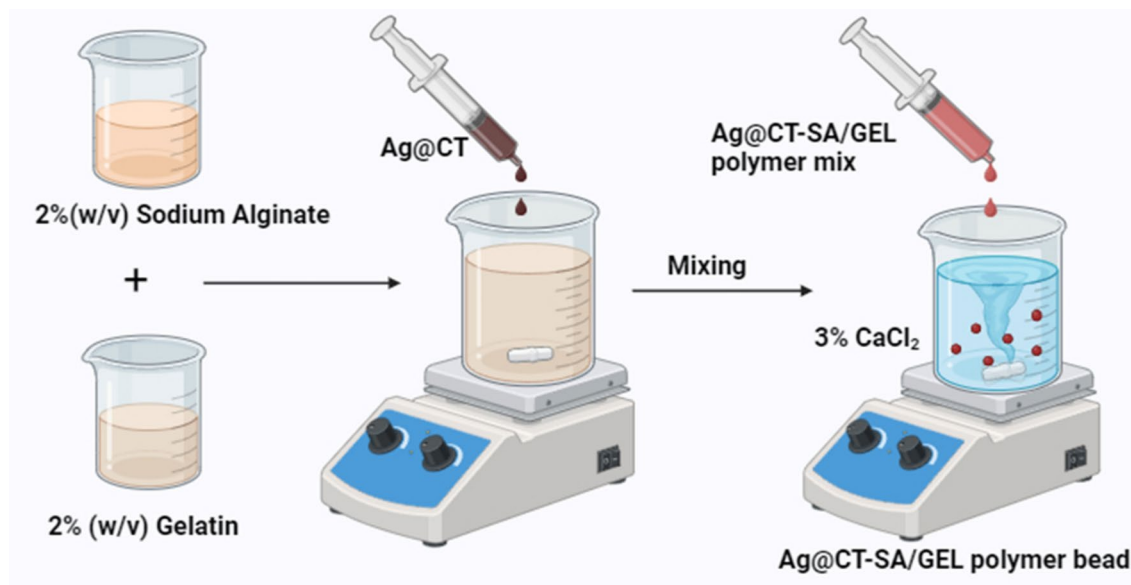 2%(w/v) Sodium Alginate
+
2% (w/v) Gelatin
Ag@CT
Mixing
Ag@CT-SA/GEL
polymer mix
3% CaCl₂
Ag@CT-SA/GEL polymer bead